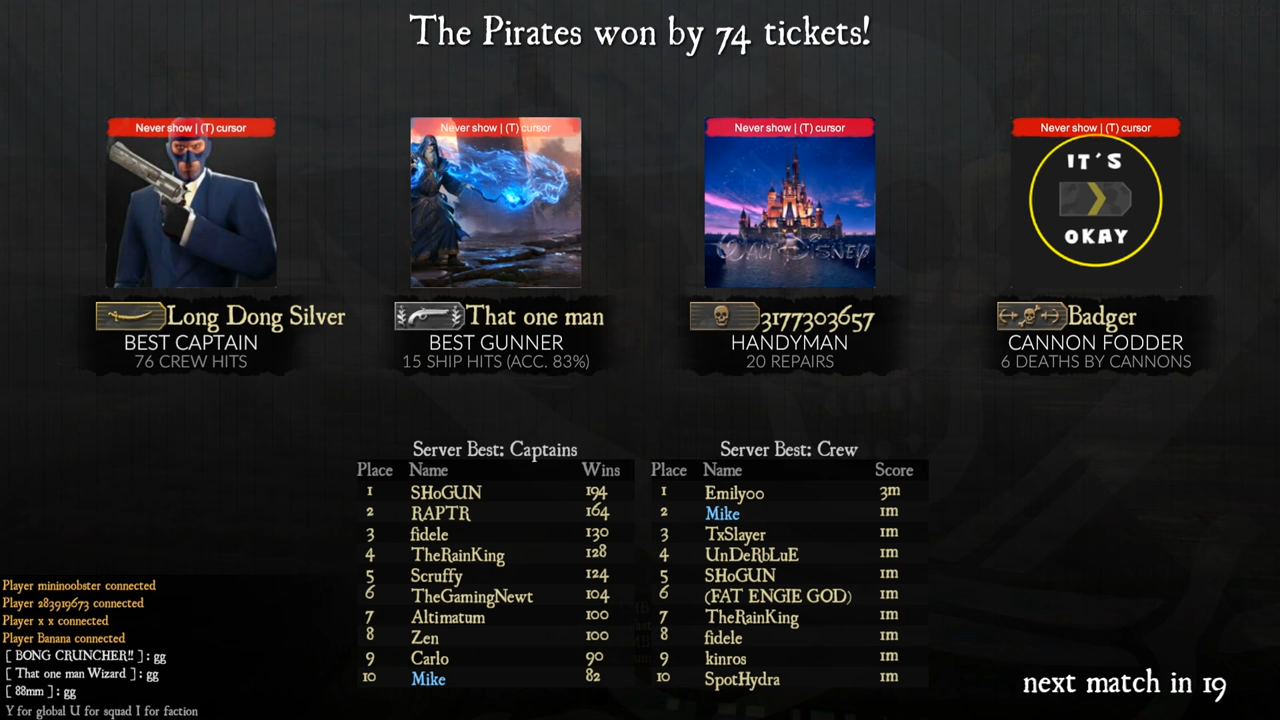 The Pirates won by 74 tickets!
Never show | (T) cursor
Never show | (T) cursor
Never show | (T) cursor
Never show | (T) cursor
WALT DISNEY
IT'S
OKAY
Long Dong Silver
BEST CAPTAIN
76 CREW HITS
That one man
BEST GUNNER
15 SHIP HITS (ACC. 83%)
3177303657
HANDYMAN
20 REPAIRS
Badger
CANNON FODDER
6 DEATHS BY CANNONS
Server Best: Captains
Place Name Wins
1 SHoGUN 194
2 RAPTR 164
3 fidele 130
4 TheRainKing 128
5 Scruffy 124
6 TheGamingNewt 104
7 Altimatum 100
8 Zen 100
9 Carlo 90
10 Mike 82
Server Best: Crew
Place Name Score
1 Emily00 3m
2 Mike 1m
3 TxSlayer 1m
4 UnDeRbLuE 1m
5 SHoGUN 1m
6 (FAT ENGIE GOD) 1m
7 TheRainKing 1m
8 fidele 1m
9 kinros 1m
10 SpotHydra 1m
Player mininoobster connected
Player 283919673 connected
Player x x connected
Player Banana connected
[ BONG CRUNCHER!! ] : gg
[ That one man Wizard ] : gg
[ 88mm ] : gg
Y for global U for squad I for faction
next match in 19